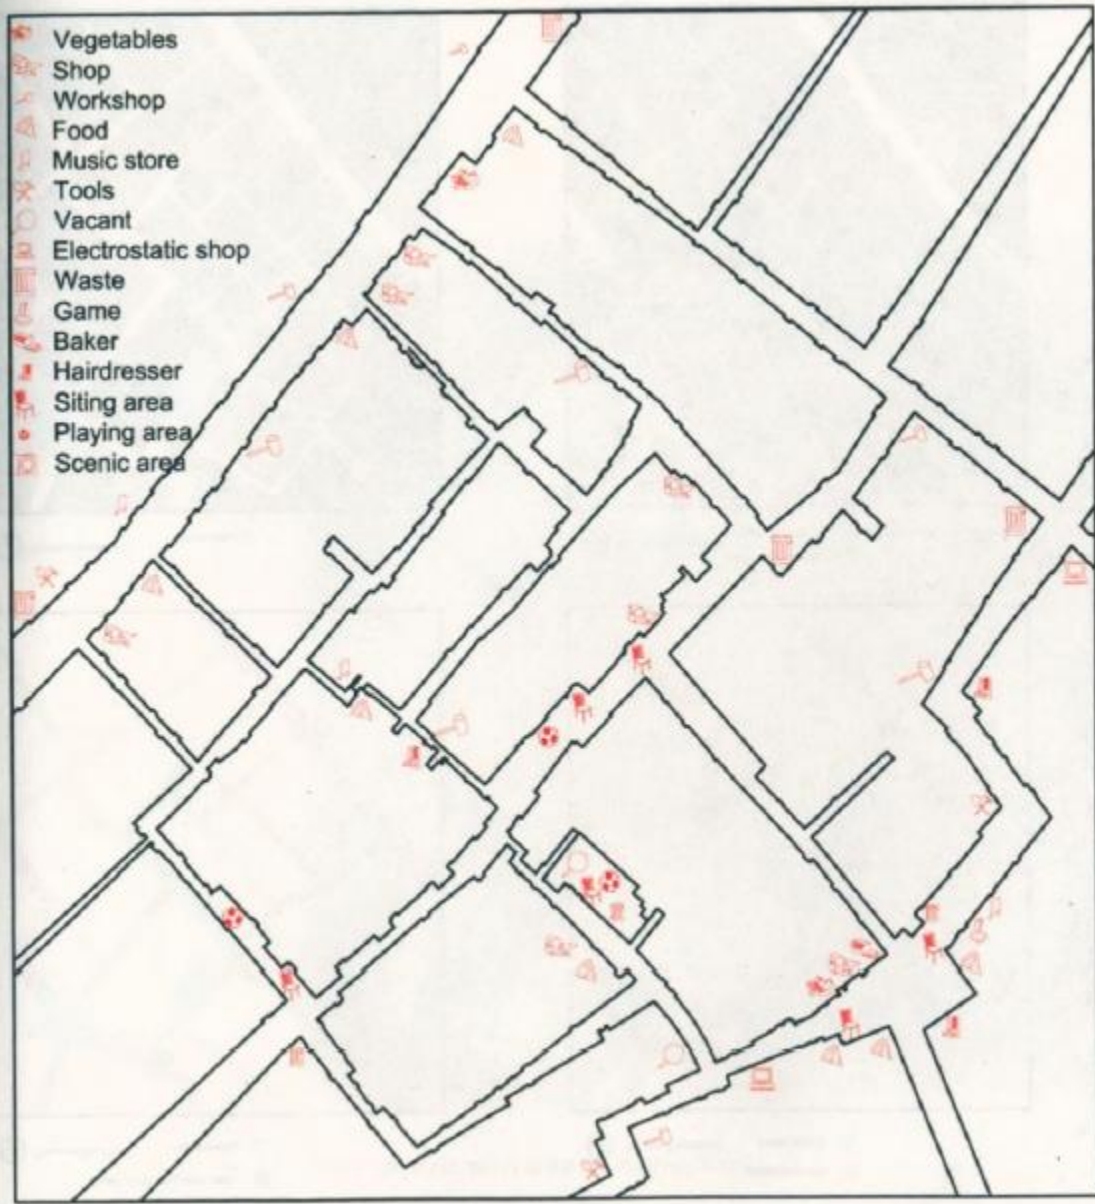 Vegetables
Shop
Workshop
Food
Music store
Tools
Vacant
Electrostatic shop
Waste
Game
Baker
Hairdresser
Siting area
Playing area
Scenic area